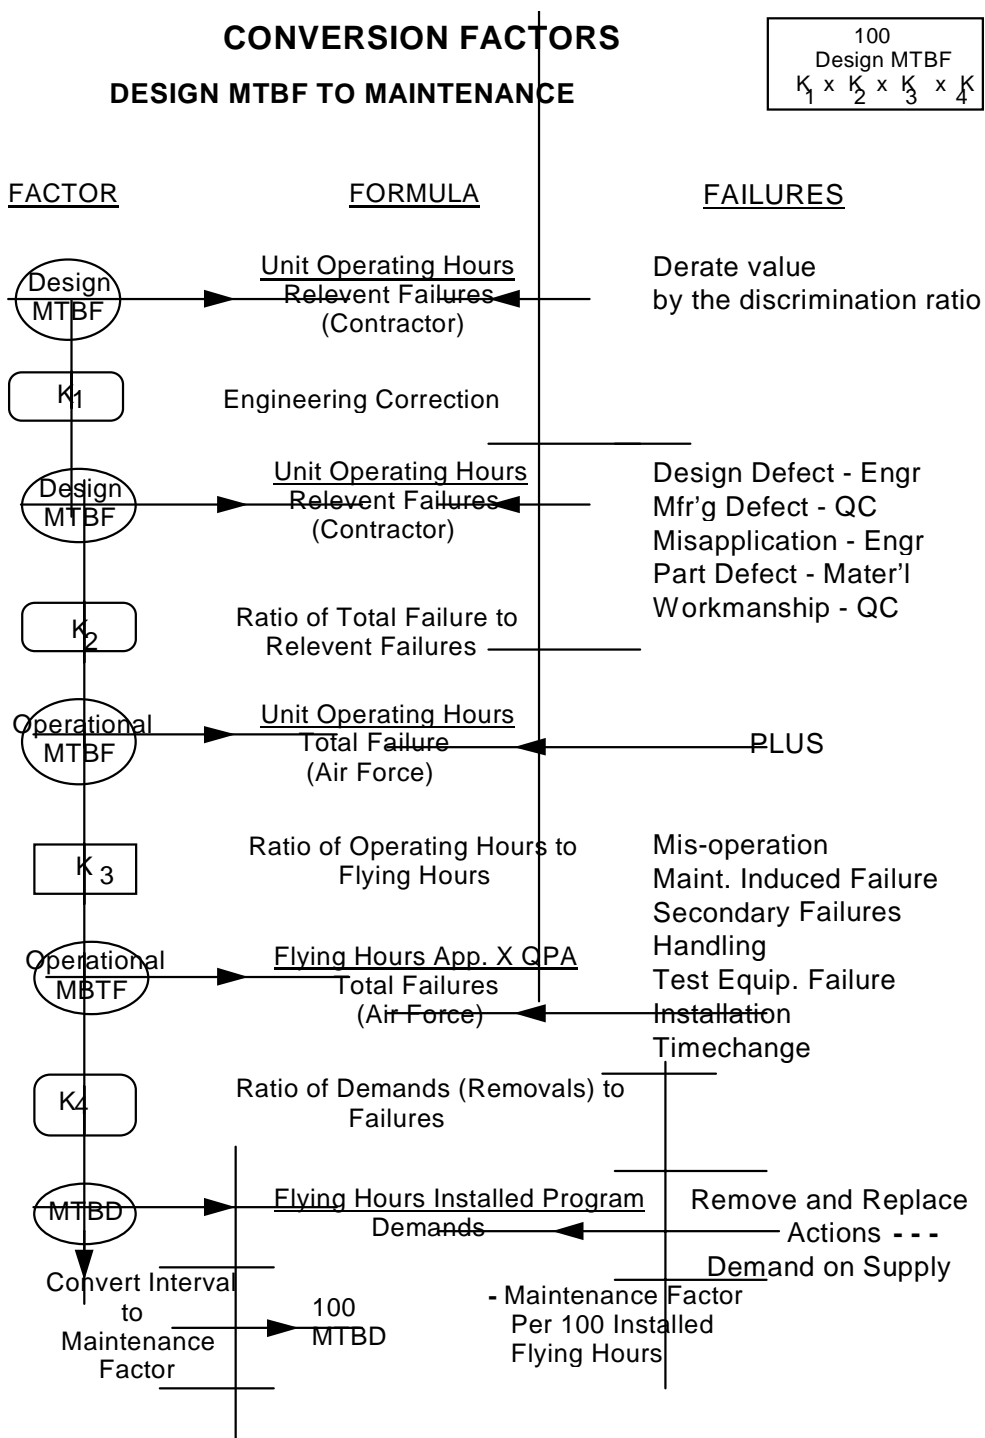 CONVERSION FACTORS
DESIGN MTBF TO MAINTENANCE
100
Design MTBF
K1 x K2 x K3 x K4
FACTOR
FORMULA
FAILURES
Design
MTBF
Unit Operating Hours
Relevent Failures
(Contractor)
Derate value
by the discrimination ratio
K1
Engineering Correction
Design
MTBF
Unit Operating Hours
Relevent Failures
(Contractor)
Design Defect - Engr
Mfr'g Defect - QC
Misapplication - Engr
Part Defect - Mater'l
Workmanship - QC
K2
Ratio of Total Failure to
Relevent Failures
Operational
MTBF
Unit Operating Hours
Total Failure
(Air Force)
PLUS
K3
Ratio of Operating Hours to
Flying Hours
Mis-operation
Maint. Induced Failure
Secondary Failures
Handling
Test Equip. Failure
Installation
Timechange
Operational
MBTF
Flying Hours App. X QPA
Total Failures
(Air Force)
K4
Ratio of Demands (Removals) to
Failures
MTBD
Flying Hours Installed Program
Demands
Remove and Replace
Actions - - -
Demand on Supply
Convert Interval
to
Maintenance
Factor
100
MTBD
- Maintenance Factor
Per 100 Installed
Flying Hours